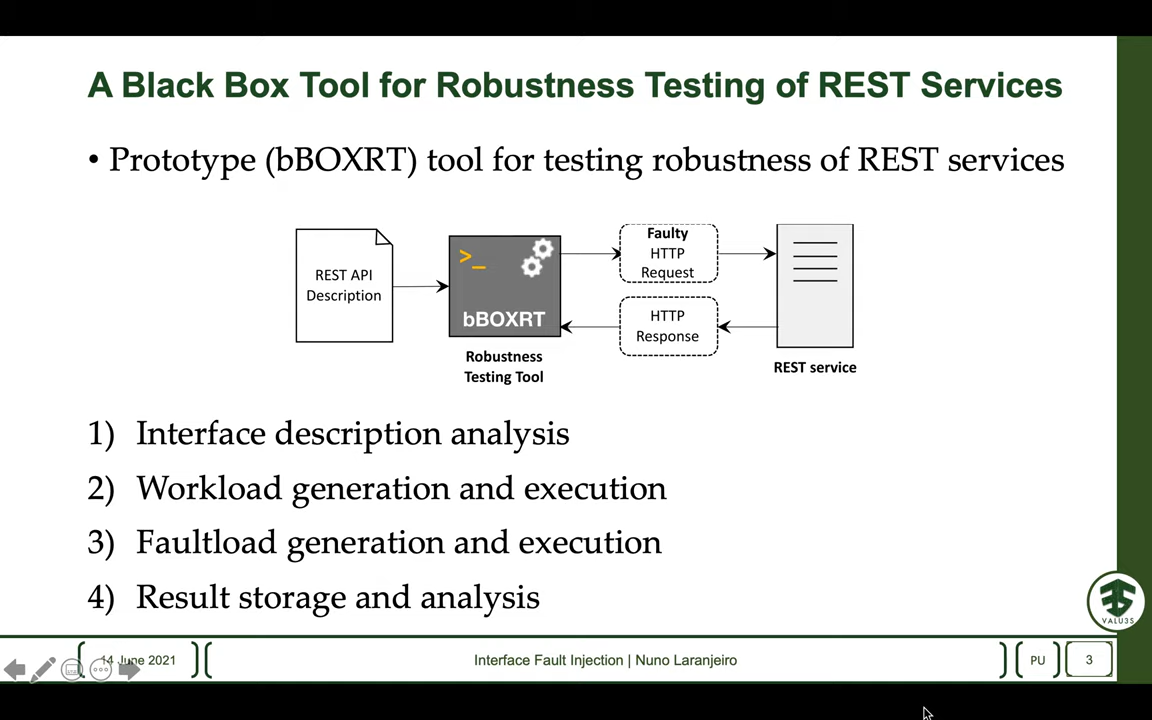 A Black Box Tool for Robustness Testing of REST Services
• Prototype (bBOXRT) tool for testing robustness of REST services
REST API
Description
>_
bBOXRT
Robustness
Testing Tool
Faulty
HTTP
Request
HTTP
Response
REST service
1) Interface description analysis
2) Workload generation and execution
3) Faultload generation and execution
4) Result storage and analysis
VALU3S
14 June 2021
Interface Fault Injection | Nuno Laranjeiro
PU
3